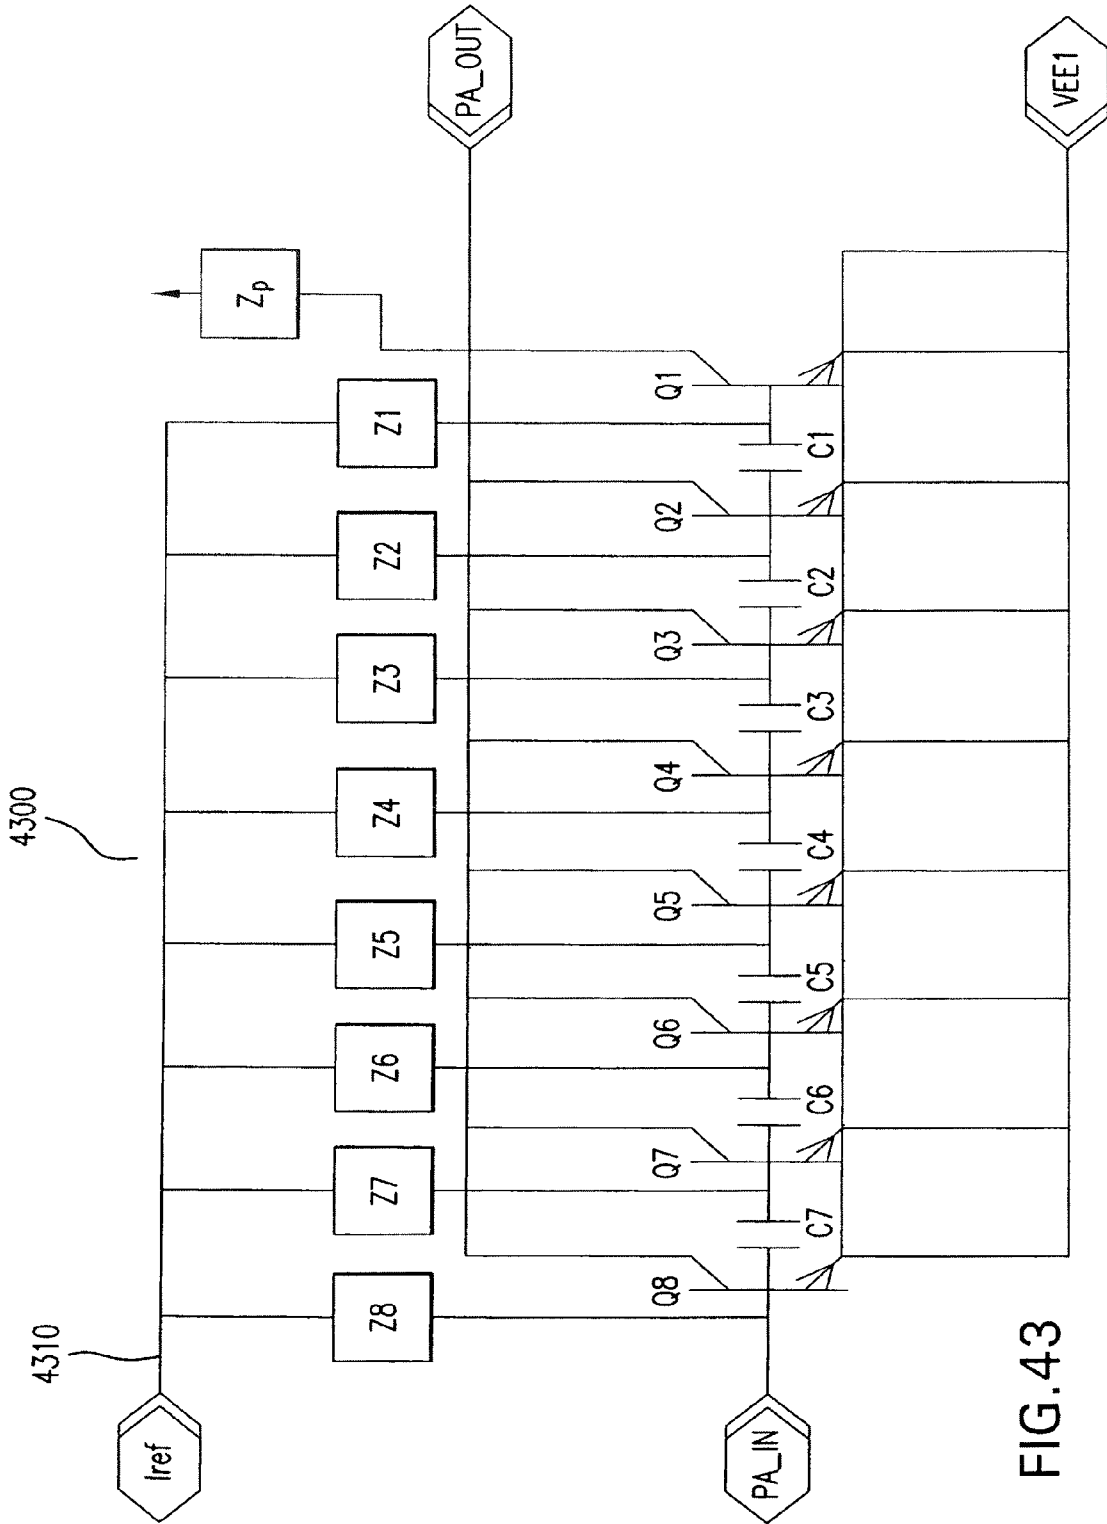 4300
4310
Iref
Z8
Z7
Z6
Z5
Z4
Z3
Z2
Z1
Zp
PA_OUT
Q8
Q7
Q6
Q5
Q4
Q3
Q2
Q1
PA_IN
C7
C6
C5
C4
C3
C2
C1
VEE1
FIG.43